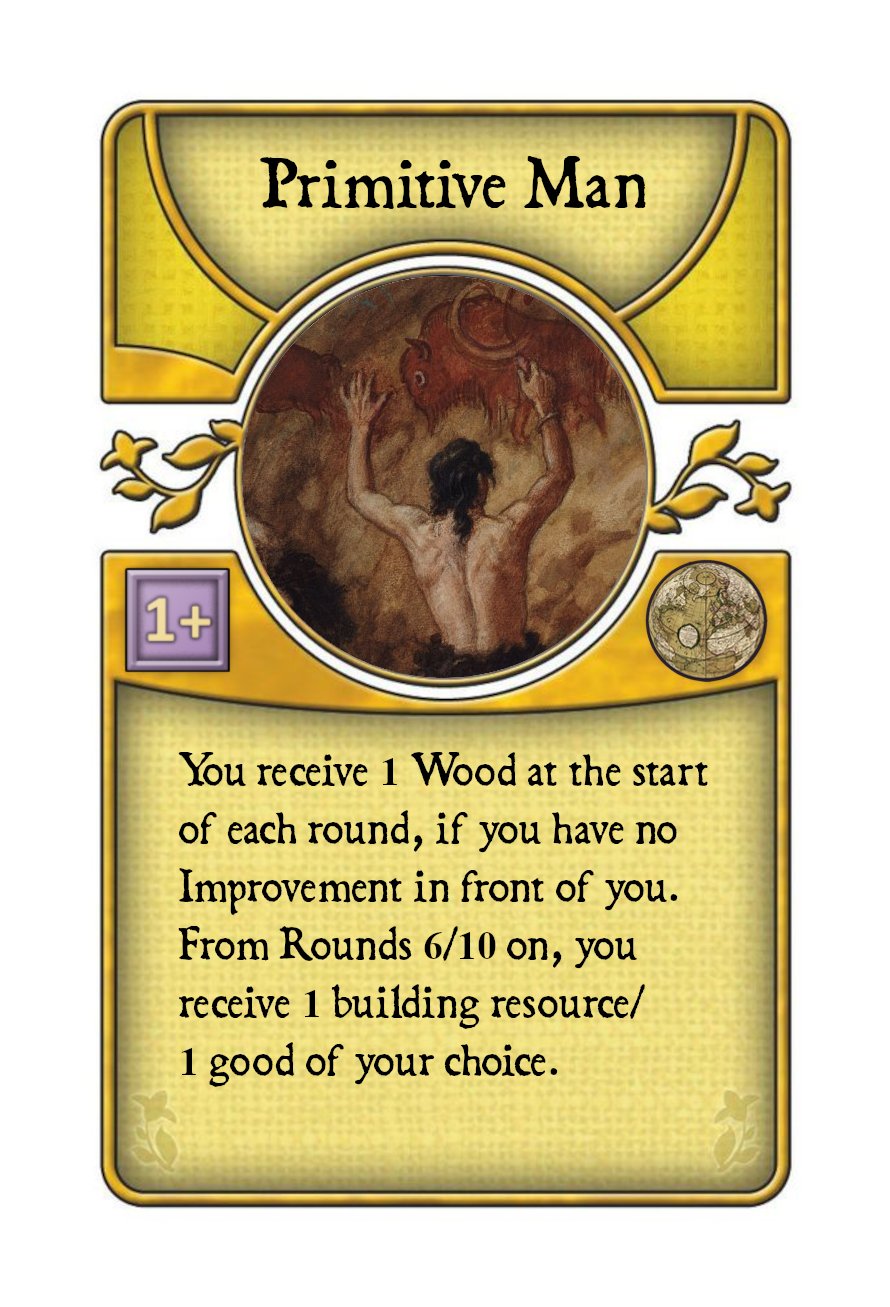 Primitive Man
1+
You receive 1 Wood at the start
of each round, if you have no
Improvement in front of you.
From Rounds 6/10 on, you
receive 1 building resource/
1 good of your choice.